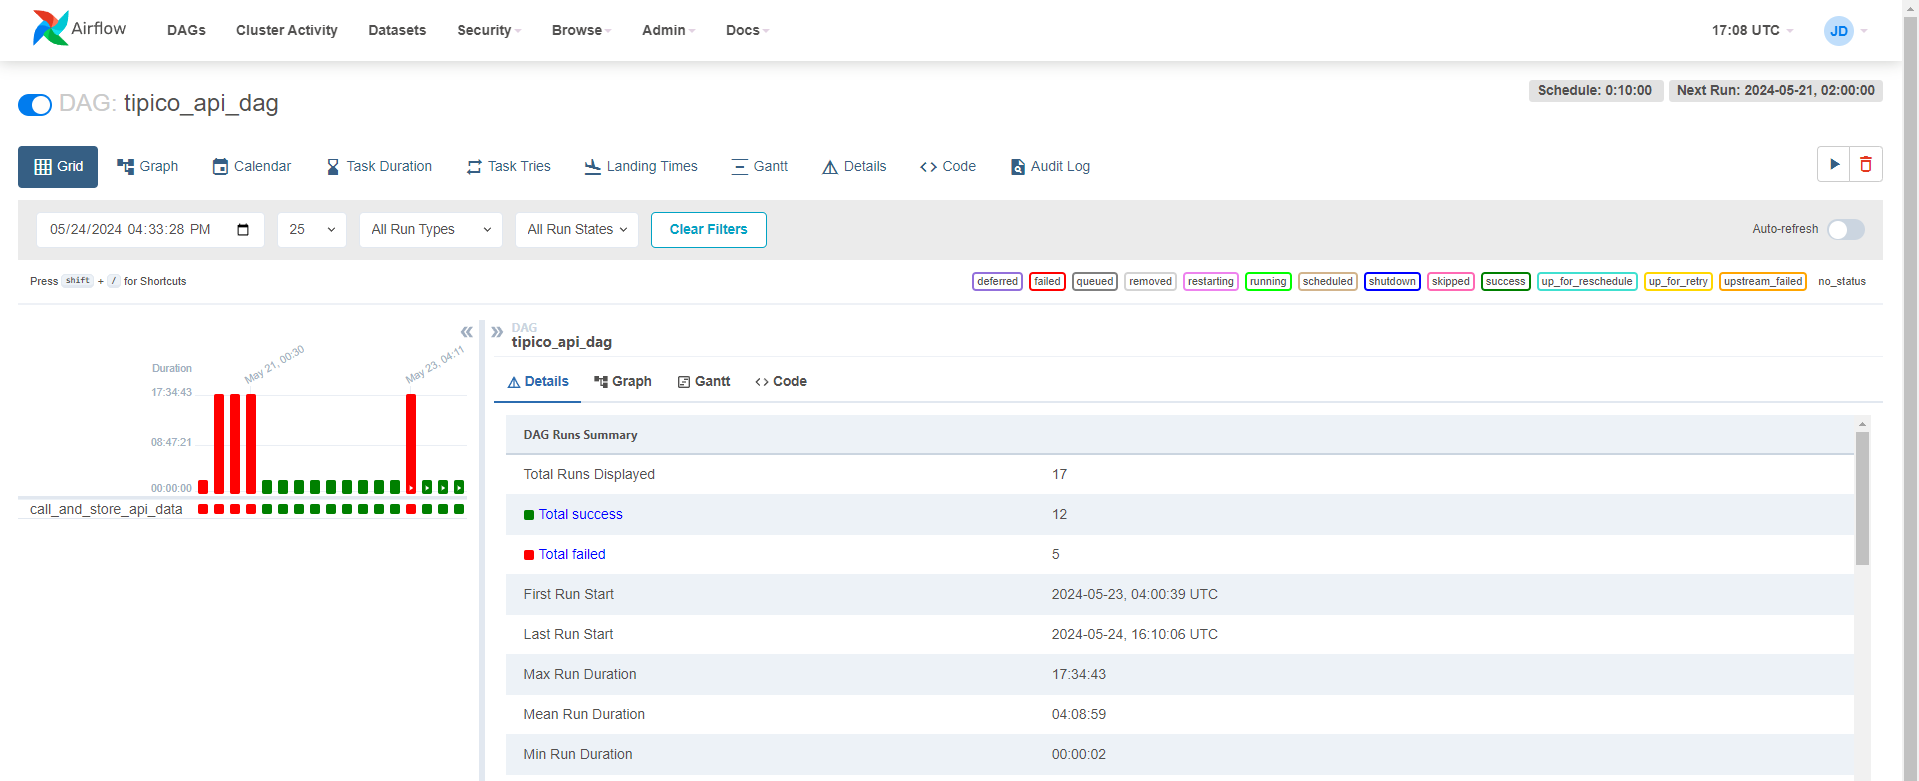 Airflow DAGs Cluster Activity Datasets Security Browse Admin Docs 17:08 UTC JD
DAG: tipico_api_dag
Schedule: 0:10:00 Next Run: 2024-05-21, 02:00:00
Grid Graph Calendar Task Duration Task Tries Landing Times Gantt Details Code Audit Log
05/24/2024 04:33:28 PM 25 All Run Types All Run States Clear Filters Auto-refresh
Press shift + / for Shortcuts
deferred failed queued removed restarting running scheduled shutdown skipped success up_for_reschedule up_for_retry upstream_failed no_status
May 21, 00:30
May 23, 04:11
Duration
17:34:43
08:47:21
00:00:00
call_and_store_api_data
DAG
tipico_api_dag
Details Graph Gantt Code
DAG Runs Summary
Total Runs Displayed 17
Total success 12
Total failed 5
First Run Start 2024-05-23, 04:00:39 UTC
Last Run Start 2024-05-24, 16:10:06 UTC
Max Run Duration 17:34:43
Mean Run Duration 04:08:59
Min Run Duration 00:00:02